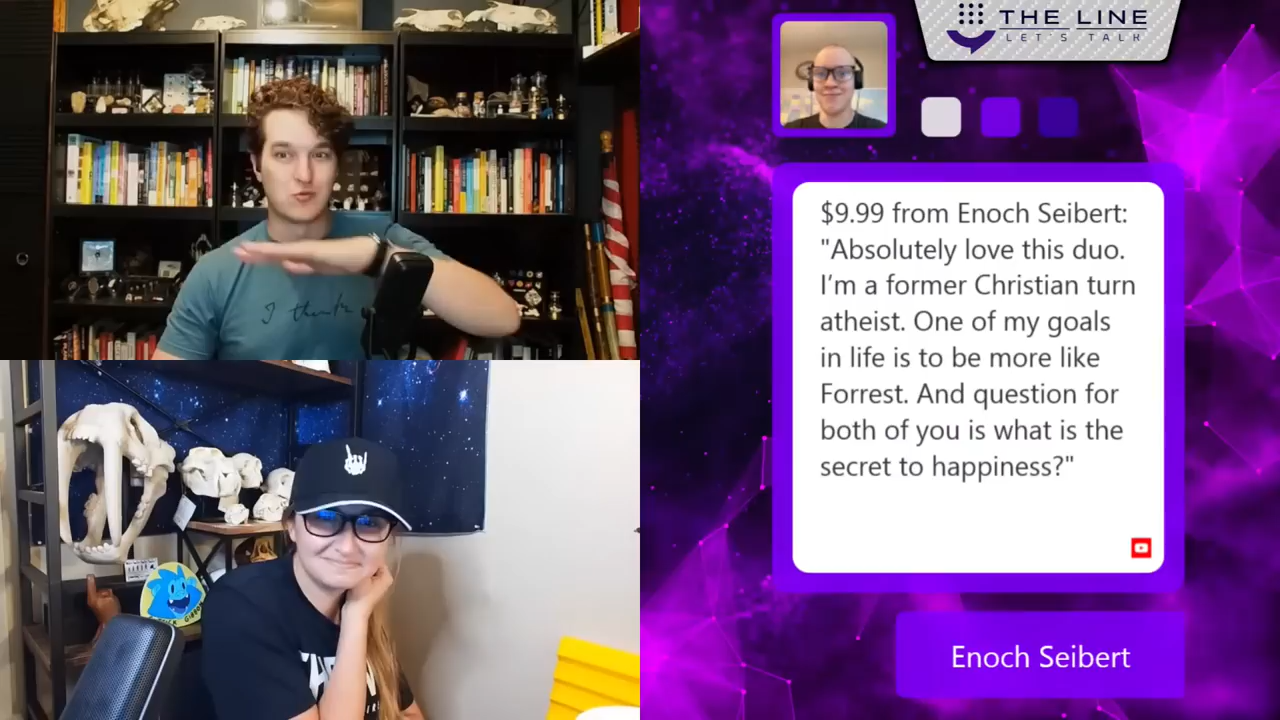 THE LINE
LET'S TALK
$9.99 from Enoch Seibert:
"Absolutely love this duo.
I'm a former Christian turn
atheist. One of my goals
in life is to be more like
Forrest. And question for
both of you is what is the
secret to happiness?"
Enoch Seibert
I think